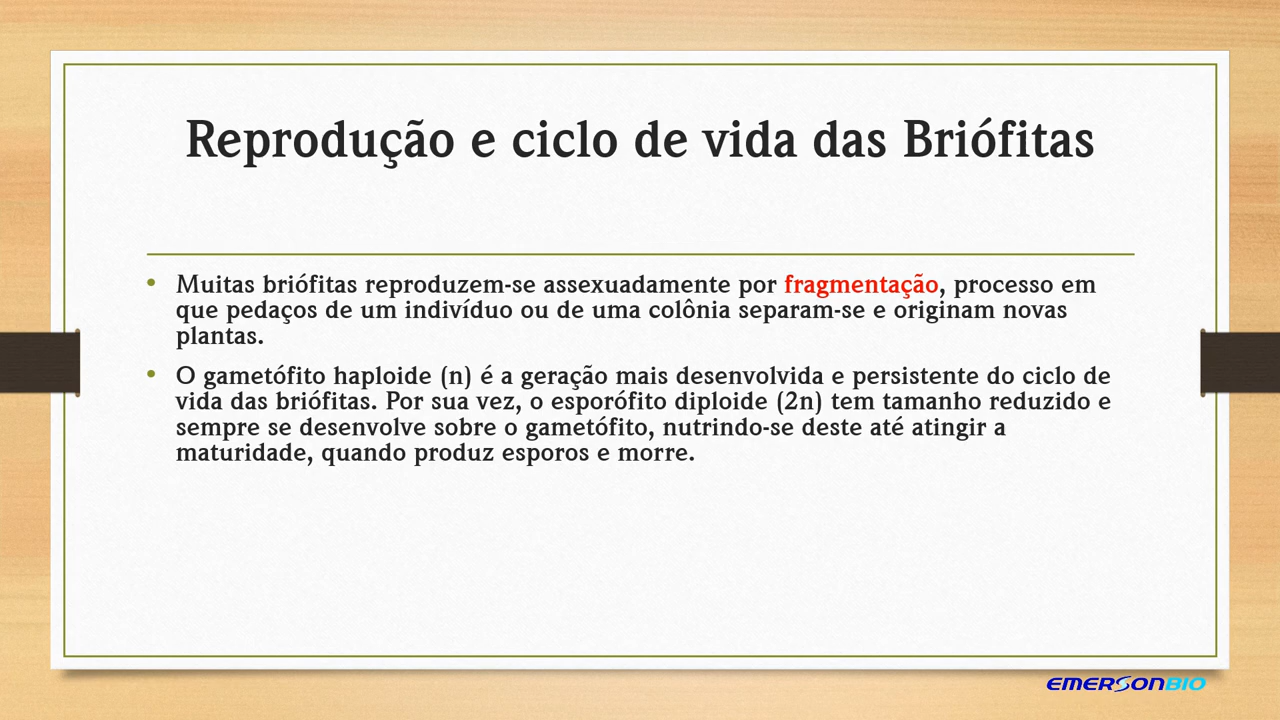 Reprodução e ciclo de vida das Briófitas
• Muitas briófitas reproduzem-se assexuadamente por fragmentação, processo em
que pedaços de um indivíduo ou de uma colônia separam-se e originam novas
plantas.
• O gametófito haploide (n) é a geração mais desenvolvida e persistente do ciclo de
vida das briófitas. Por sua vez, o esporófito diploide (2n) tem tamanho reduzido e
sempre se desenvolve sobre o gametófito, nutrindo-se deste até atingir a
maturidade, quando produz esporos e morre.
EMERSONBIO